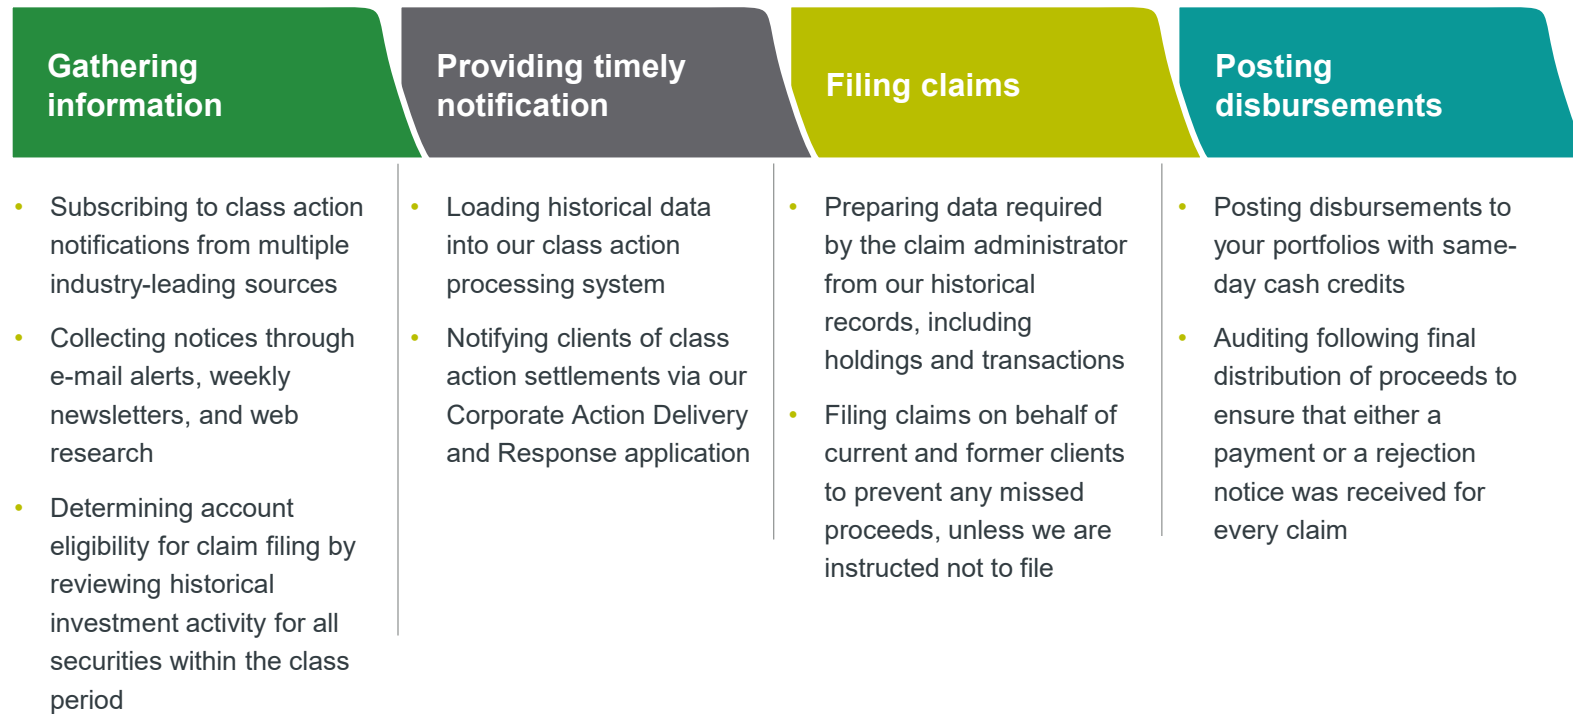 Gathering
information
• Subscribing to class action
notifications from multiple
industry-leading sources
• Collecting notices through
e-mail alerts, weekly
newsletters, and web
research
• Determining account
eligibility for claim filing by
reviewing historical
investment activity for all
securities within the class
period
Providing timely
notification
• Loading historical data
into our class action
processing system
• Notifying clients of class
action settlements via our
Corporate Action Delivery
and Response application
Filing claims
• Preparing data required
by the claim administrator
from our historical
records, including
holdings and transactions
• Filing claims on behalf of
current and former clients
to prevent any missed
proceeds, unless we are
instructed not to file
Posting
disbursements
• Posting disbursements to
your portfolios with same-
day cash credits
• Auditing following final
distribution of proceeds to
ensure that either a
payment or a rejection
notice was received for
every claim